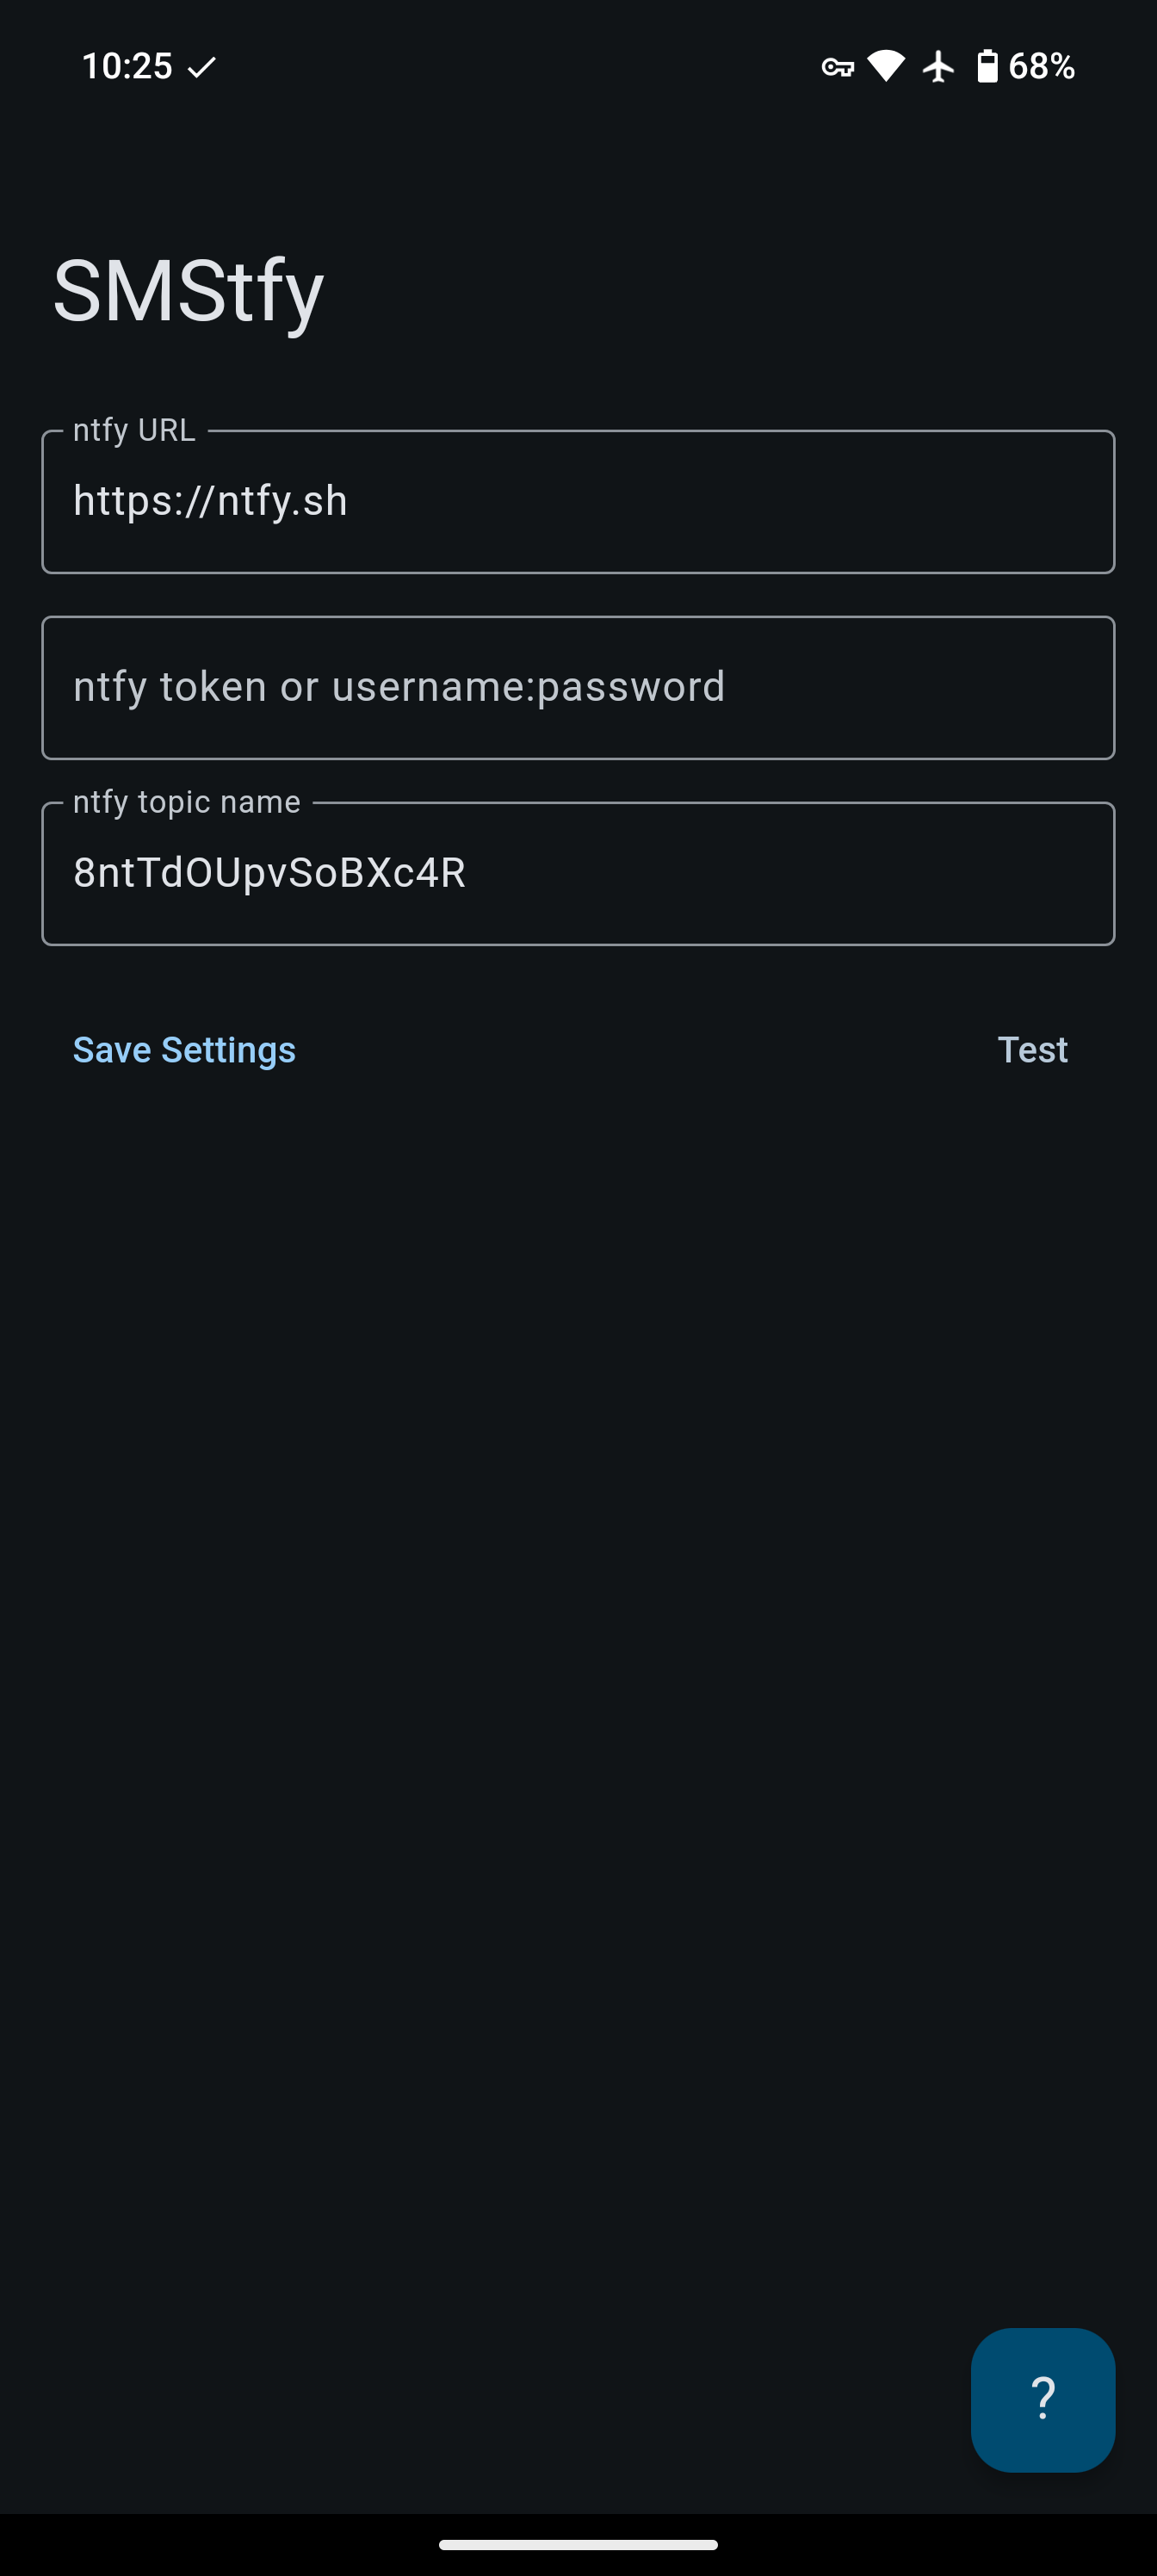 10:25
68%
SMStfy
ntfy URL
https://ntfy.sh
ntfy token or username:password
ntfy topic name
8ntTdOUpvSoBXc4R
Save Settings
Test
?